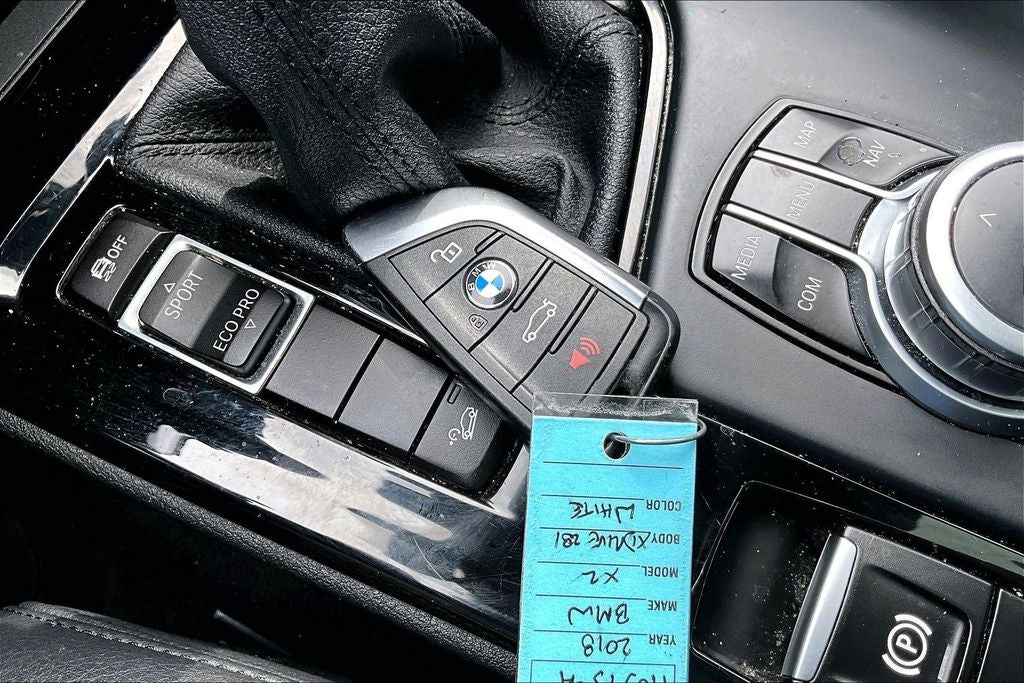 OFF
SPORT
ECO PRO
BMW
MAP
NAV
MENU
MEDIA
COM
(P)
YEAR 2018
MAKE BMW
MODEL X2
BODY XDRIVE 28I
COLOR WHITE